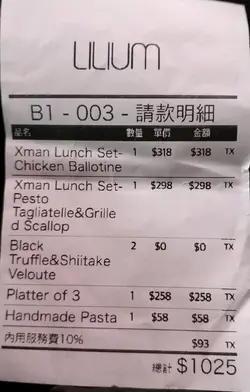 LILIUM
B1 - 003 - 請款明細
品名 數量 單價 金額
Xman Lunch Set- 1 $318 $318 TX
Chicken Ballotine
Xman Lunch Set- 1 $298 $298 TX
Pesto
Tagliatelle&Grille
d Scallop
Black 2 $0 $0 TX
Truffle&Shiitake
Veloute
Platter of 3 1 $258 $258 TX
Handmade Pasta 1 $58 $58 TX
內用服務費10% $93 TX
總計 $1025